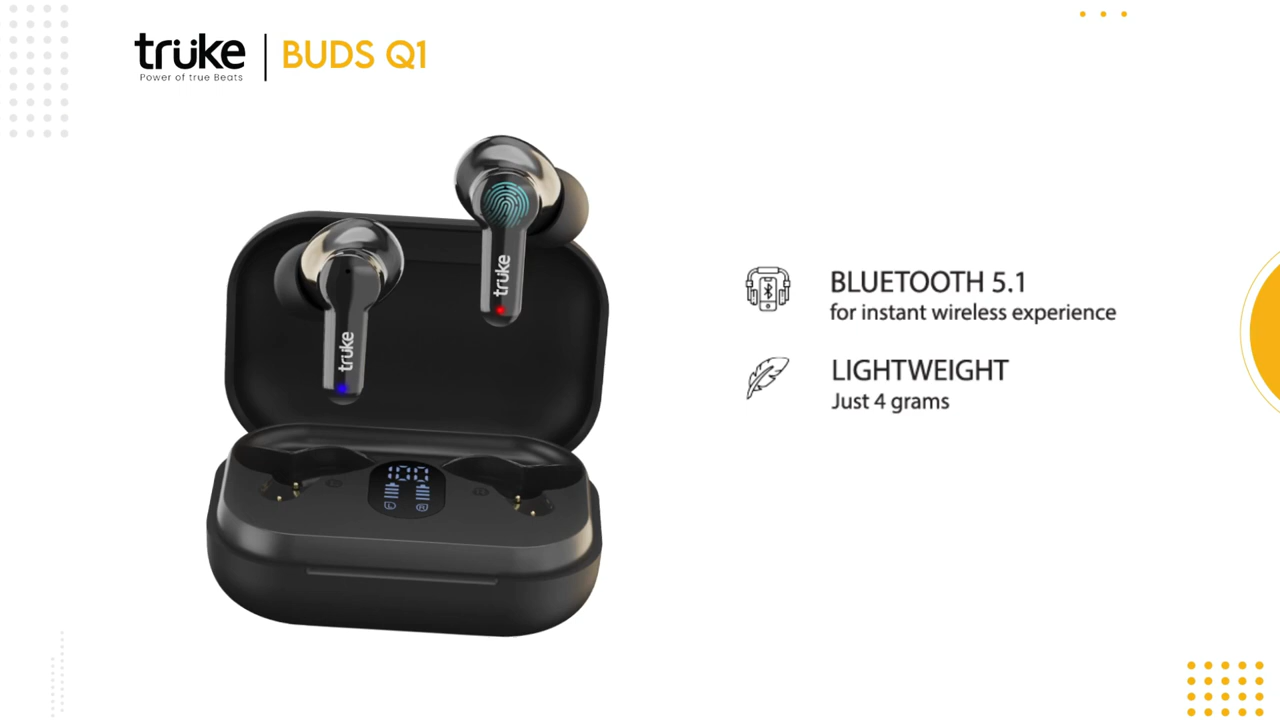 trüke
Power of true Beats
BUDS Q1
truke
truke
100
L
R
BLUETOOTH 5.1
for instant wireless experience
LIGHTWEIGHT
Just 4 grams